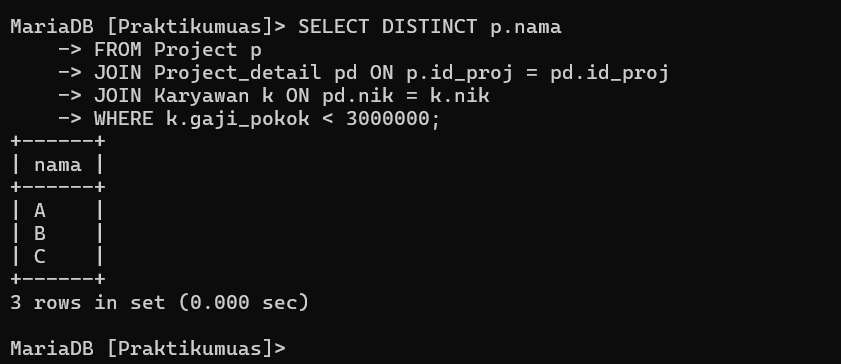 MariaDB [Praktikumuas]> SELECT DISTINCT p.nama
    -> FROM Project p
    -> JOIN Project_detail pd ON p.id_proj = pd.id_proj
    -> JOIN Karyawan k ON pd.nik = k.nik
    -> WHERE k.gaji_pokok < 3000000;
+------+
| nama |
+------+
| A    |
| B    |
| C    |
+------+
3 rows in set (0.000 sec)

MariaDB [Praktikumuas]>